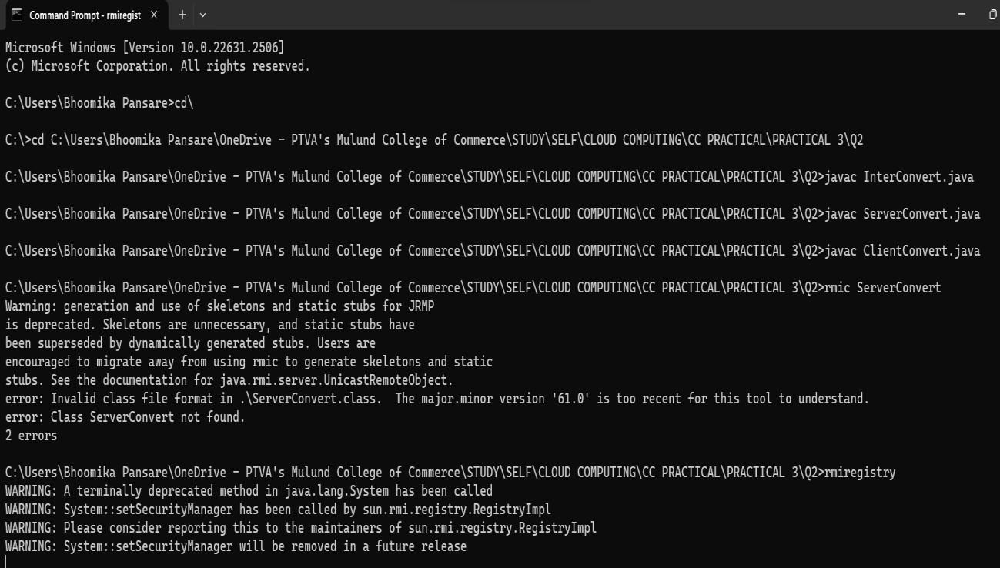 Command Prompt - rmiregist
Microsoft Windows [Version 10.0.22631.2506]
(c) Microsoft Corporation. All rights reserved.
C:\Users\Bhoomika Pansare>cd\
C:\>cd C:\Users\Bhoomika Pansare\OneDrive - PTVA's Mulund College of Commerce\STUDY\SELF\CLOUD COMPUTING\CC PRACTICAL\PRACTICAL 3\Q2
C:\Users\Bhoomika Pansare\OneDrive - PTVA's Mulund College of Commerce\STUDY\SELF\CLOUD COMPUTING\CC PRACTICAL\PRACTICAL 3\Q2>javac InterConvert.java
C:\Users\Bhoomika Pansare\OneDrive - PTVA's Mulund College of Commerce\STUDY\SELF\CLOUD COMPUTING\CC PRACTICAL\PRACTICAL 3\Q2>javac ServerConvert.java
C:\Users\Bhoomika Pansare\OneDrive - PTVA's Mulund College of Commerce\STUDY\SELF\CLOUD COMPUTING\CC PRACTICAL\PRACTICAL 3\Q2>javac ClientConvert.java
C:\Users\Bhoomika Pansare\OneDrive - PTVA's Mulund College of Commerce\STUDY\SELF\CLOUD COMPUTING\CC PRACTICAL\PRACTICAL 3\Q2>rmic ServerConvert
Warning: generation and use of skeletons and static stubs for JRMP
is deprecated. Skeletons are unnecessary, and static stubs have
been superseded by dynamically generated stubs. Users are
encouraged to migrate away from using rmic to generate skeletons and static
stubs. See the documentation for java.rmi.server.UnicastRemoteObject.
error: Invalid class file format in .\ServerConvert.class.  The major.minor version '61.0' is too recent for this tool to understand.
error: Class ServerConvert not found.
2 errors
C:\Users\Bhoomika Pansare\OneDrive - PTVA's Mulund College of Commerce\STUDY\SELF\CLOUD COMPUTING\CC PRACTICAL\PRACTICAL 3\Q2>rmiregistry
WARNING: A terminally deprecated method in java.lang.System has been called
WARNING: System::setSecurityManager has been called by sun.rmi.registry.RegistryImpl
WARNING: Please consider reporting this to the maintainers of sun.rmi.registry.RegistryImpl
WARNING: System::setSecurityManager will be removed in a future release